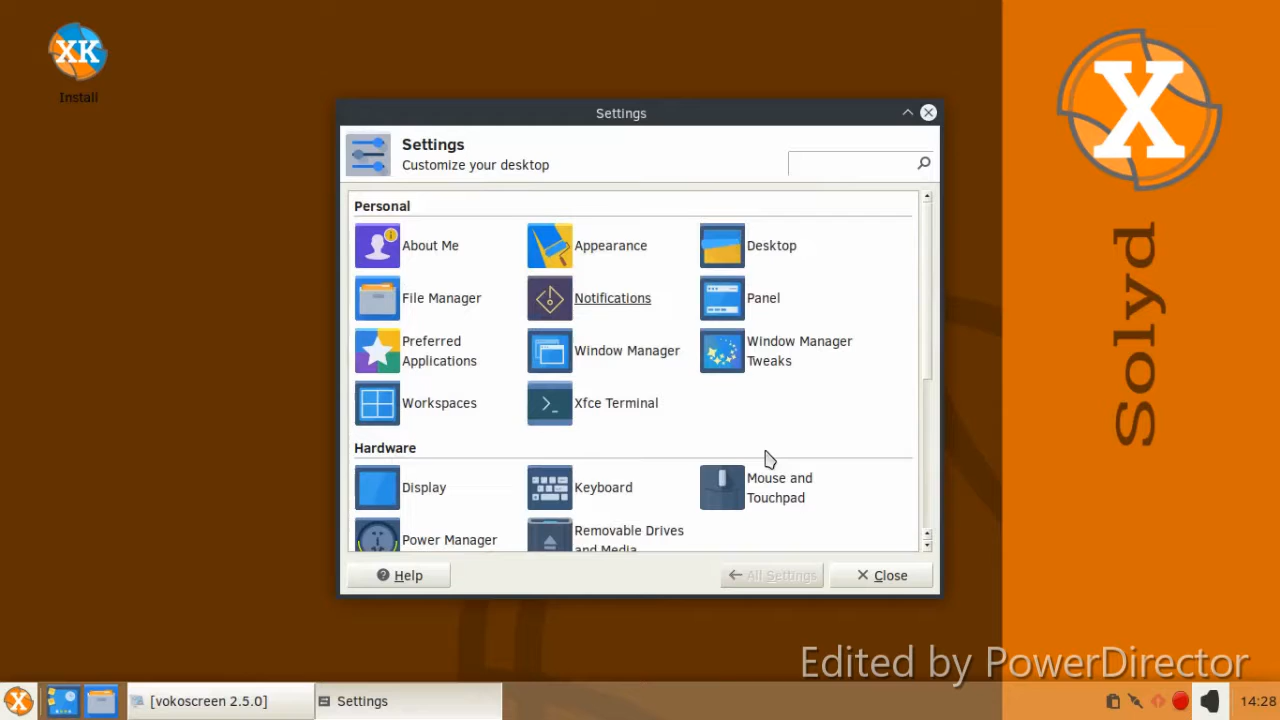 XK
Install
Settings
Settings
Customize your desktop
Personal
About Me
Appearance
Desktop
File Manager
Notifications
Panel
Preferred
Applications
Window Manager
Window Manager
Tweaks
Workspaces
Xfce Terminal
Hardware
Display
Keyboard
Mouse and
Touchpad
Power Manager
Removable Drives
and Media
Help
All Settings
Close
X
Solyd
Edited by PowerDirector
X
[vokoscreen 2.5.0]
Settings
14:28